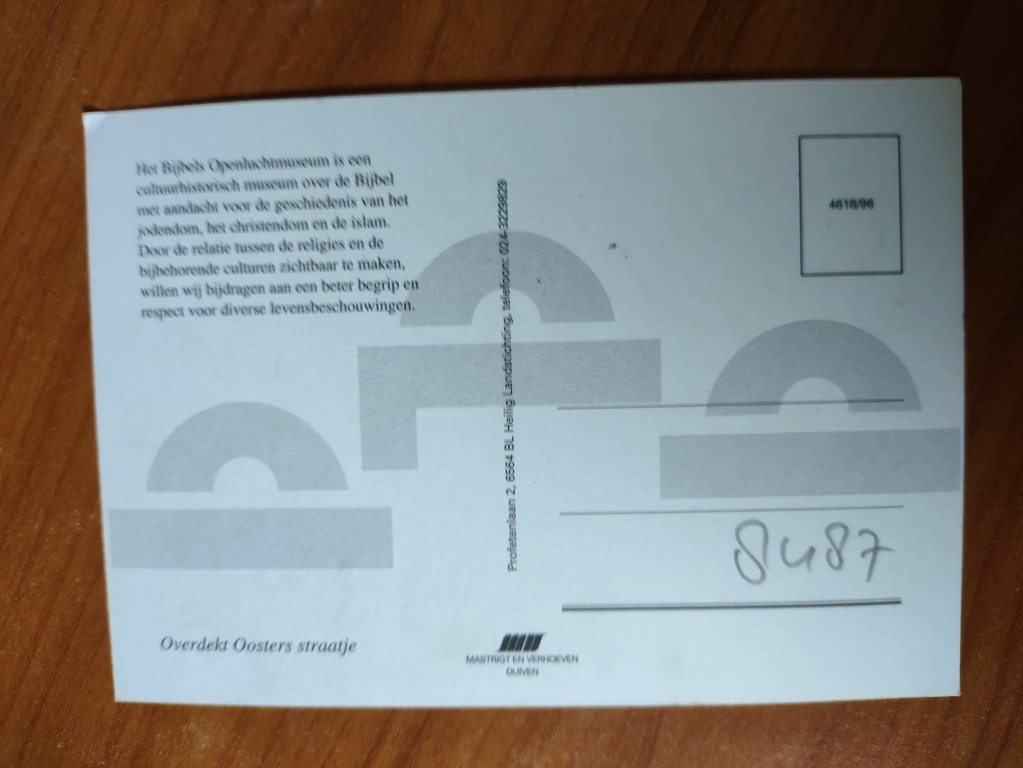 Het Bijbels Openluchtmuseum is een
cultuurhistorisch museum over de Bijbel
met aandacht voor de geschiedenis van het
jodendom, het christendom en de islam.
Door de relatie tussen de religies en de
bijbehorende culturen zichtbaar te maken,
willen wij bijdragen aan een beter begrip en
respect voor diverse levensbeschouwingen.
Overdekt Oosters straatje
Profetenlaan 2, 6564 BL Heilig Landstichting, telefoon: 024-3229829
MASTRIGT EN VERHOEVEN
DUIVEN
4618/96
8487